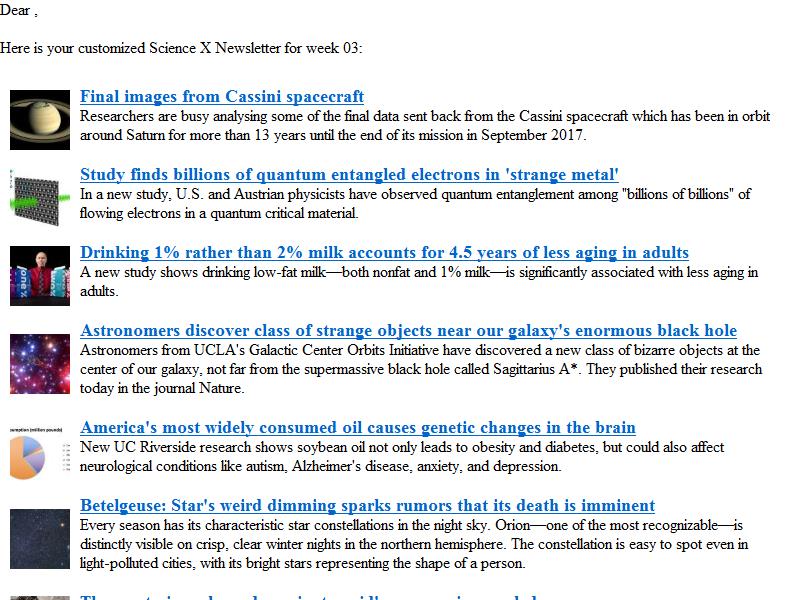 Dear ,
Here is your customized Science X Newsletter for week 03:
Final images from Cassini spacecraft
Researchers are busy analysing some of the final data sent back from the Cassini spacecraft which has been in orbit
around Saturn for more than 13 years until the end of its mission in September 2017.
Study finds billions of quantum entangled electrons in 'strange metal'
In a new study, U.S. and Austrian physicists have observed quantum entanglement among "billions of billions" of
flowing electrons in a quantum critical material.
Drinking 1% rather than 2% milk accounts for 4.5 years of less aging in adults
A new study shows drinking low-fat milk—both nonfat and 1% milk—is significantly associated with less aging in
adults.
Astronomers discover class of strange objects near our galaxy's enormous black hole
Astronomers from UCLA's Galactic Center Orbits Initiative have discovered a new class of bizarre objects at the
center of our galaxy, not far from the supermassive black hole called Sagittarius A*. They published their research
today in the journal Nature.
America's most widely consumed oil causes genetic changes in the brain
New UC Riverside research shows soybean oil not only leads to obesity and diabetes, but could also affect
neurological conditions like autism, Alzheimer's disease, anxiety, and depression.
Betelgeuse: Star's weird dimming sparks rumors that its death is imminent
Every season has its characteristic star constellations in the night sky. Orion—one of the most recognizable—is
distinctly visible on crisp, clear winter nights in the northern hemisphere. The constellation is easy to spot even in
light-polluted cities, with its bright stars representing the shape of a person.